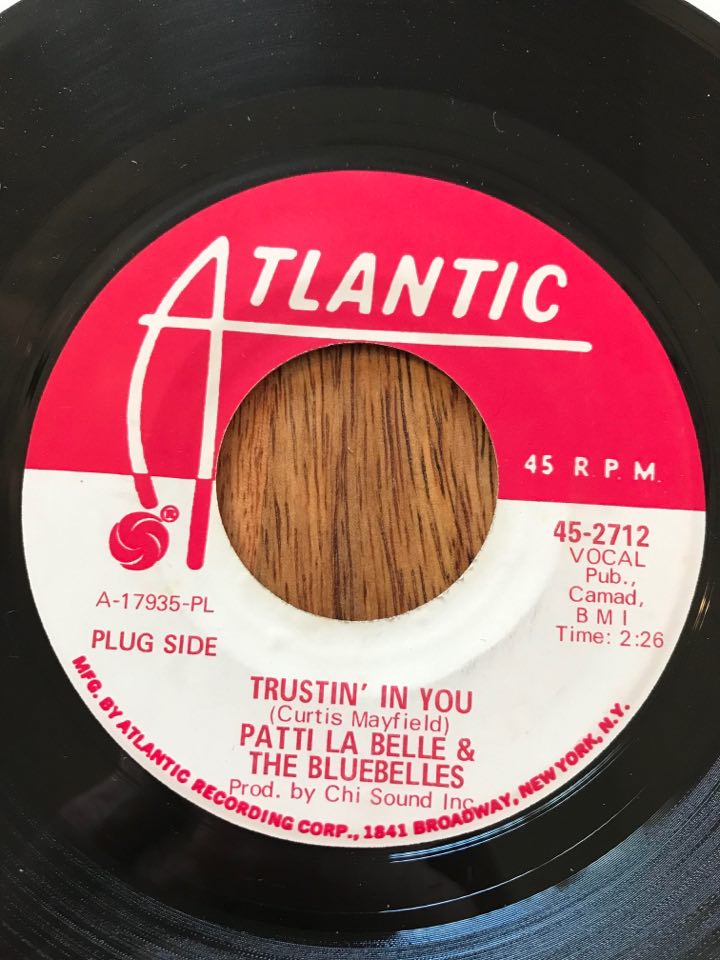 ATLANTIC
45 R.P.M.
®
45-2712
VOCAL
Pub.,
Camad,
BMI
Time: 2:26
A-17935-PL
PLUG SIDE
TRUSTIN' IN YOU
(Curtis Mayfield)
PATTI LA BELLE &
THE BLUEBELLES
Prod. by Chi Sound Inc.
MFG. BY ATLANTIC RECORDING CORP., 1841 BROADWAY, NEW YORK, N.Y.